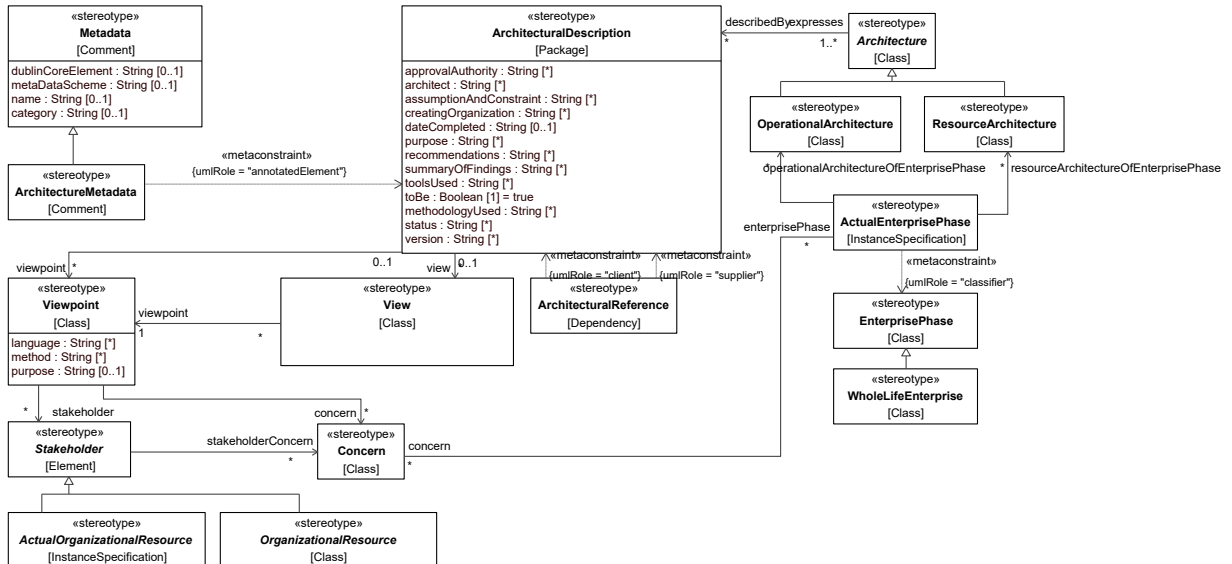 «stereotype»
Metadata
[Comment]
dublinCoreElement : String [0..1]
metaDataScheme : String [0..1]
name : String [0..1]
category : String [0..1]
«stereotype»
ArchitecturalDescription
[Package]
approvalAuthority : String [*]
architect : String [*]
assumptionAndConstraint : String [*]
creatingOrganization : String [*]
dateCompleted : String [0..1]
purpose : String [*]
recommendations : String [*]
summaryOfFindings : String [*]
toolsUsed : String [*]
toBe : Boolean [1] = true
methodologyUsed : String [*]
status : String [*]
version : String [*]
describedBy
expresses
*
1..*
«stereotype»
Architecture
[Class]
«stereotype»
OperationalArchitecture
[Class]
«stereotype»
ResourceArchitecture
[Class]
«metaconstraint»
{umlRole = "annotatedElement"}
«stereotype»
ArchitectureMetadata
[Comment]
*
operationalArchitectureOfEnterprisePhase
*
resourceArchitectureOfEnterprisePhase
«stereotype»
ActualEnterprisePhase
[InstanceSpecification]
enterprisePhase
*
«metaconstraint»
{umlRole = "client"}
«metaconstraint»
{umlRole = "supplier"}
«metaconstraint»
{umlRole = "classifier"}
viewpoint
*
0..1
view
*
0..1
«stereotype»
Viewpoint
[Class]
language : String [*]
method : String [*]
purpose : String [0..1]
viewpoint
1
*
«stereotype»
View
[Class]
«stereotype»
ArchitecturalReference
[Dependency]
«stereotype»
EnterprisePhase
[Class]
«stereotype»
WholeLifeEnterprise
[Class]
*
stakeholder
concern
*
«stereotype»
Stakeholder
[Element]
stakeholderConcern
*
«stereotype»
Concern
[Class]
concern
*
«stereotype»
ActualOrganizationalResource
[InstanceSpecification]
«stereotype»
OrganizationalResource
[Class]